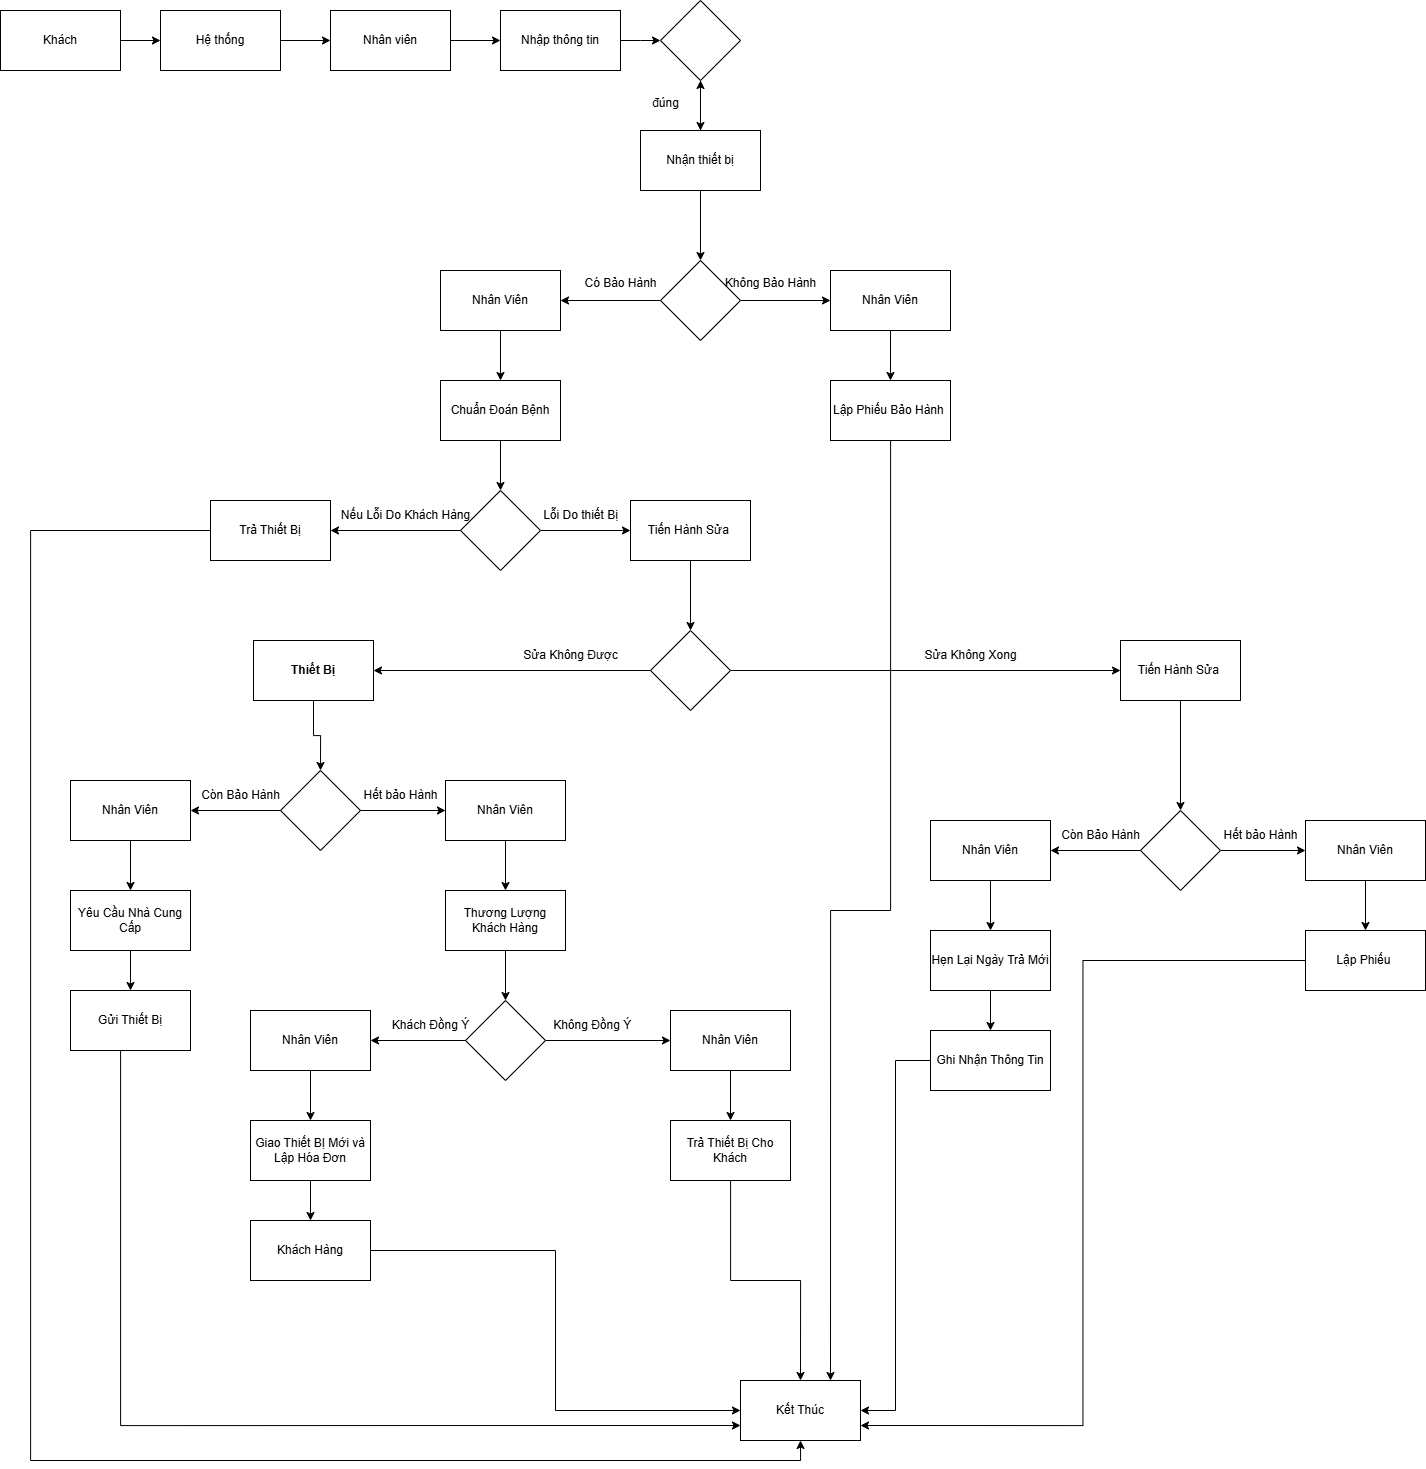 Khách
Hệ thống
Nhân viên
Nhập thông tin
đúng
Nhận thiết bị
Có Bảo Hành
Không Bảo Hành
Nhân Viên
Nhân Viên
Chuẩn Đoán Bệnh
Lập Phiếu Bảo Hành
Nếu Lỗi Do Khách Hàng
Lỗi Do thiết Bị
Trả Thiết Bị
Tiến Hành Sửa
Sửa Không Được
Sửa Không Xong
Thiết Bị
Tiến Hành Sửa
Còn Bảo Hành
Hết bảo Hành
Nhân Viên
Nhân Viên
Còn Bảo Hành
Hết bảo Hành
Nhân Viên
Nhân Viên
Yêu Cầu Nhà Cung
Cấp
Thương Lượng
Khách Hàng
Hẹn Lại Ngày Trả Mới
Lập Phiếu
Gửi Thiết Bị
Khách Đồng Ý
Không Đồng Ý
Nhân Viên
Nhân Viên
Ghi Nhận Thông Tin
Giao Thiết BỊ Mới và
Lập Hóa Đơn
Trả Thiết Bị Cho
Khách
Khách Hàng
Kết Thúc